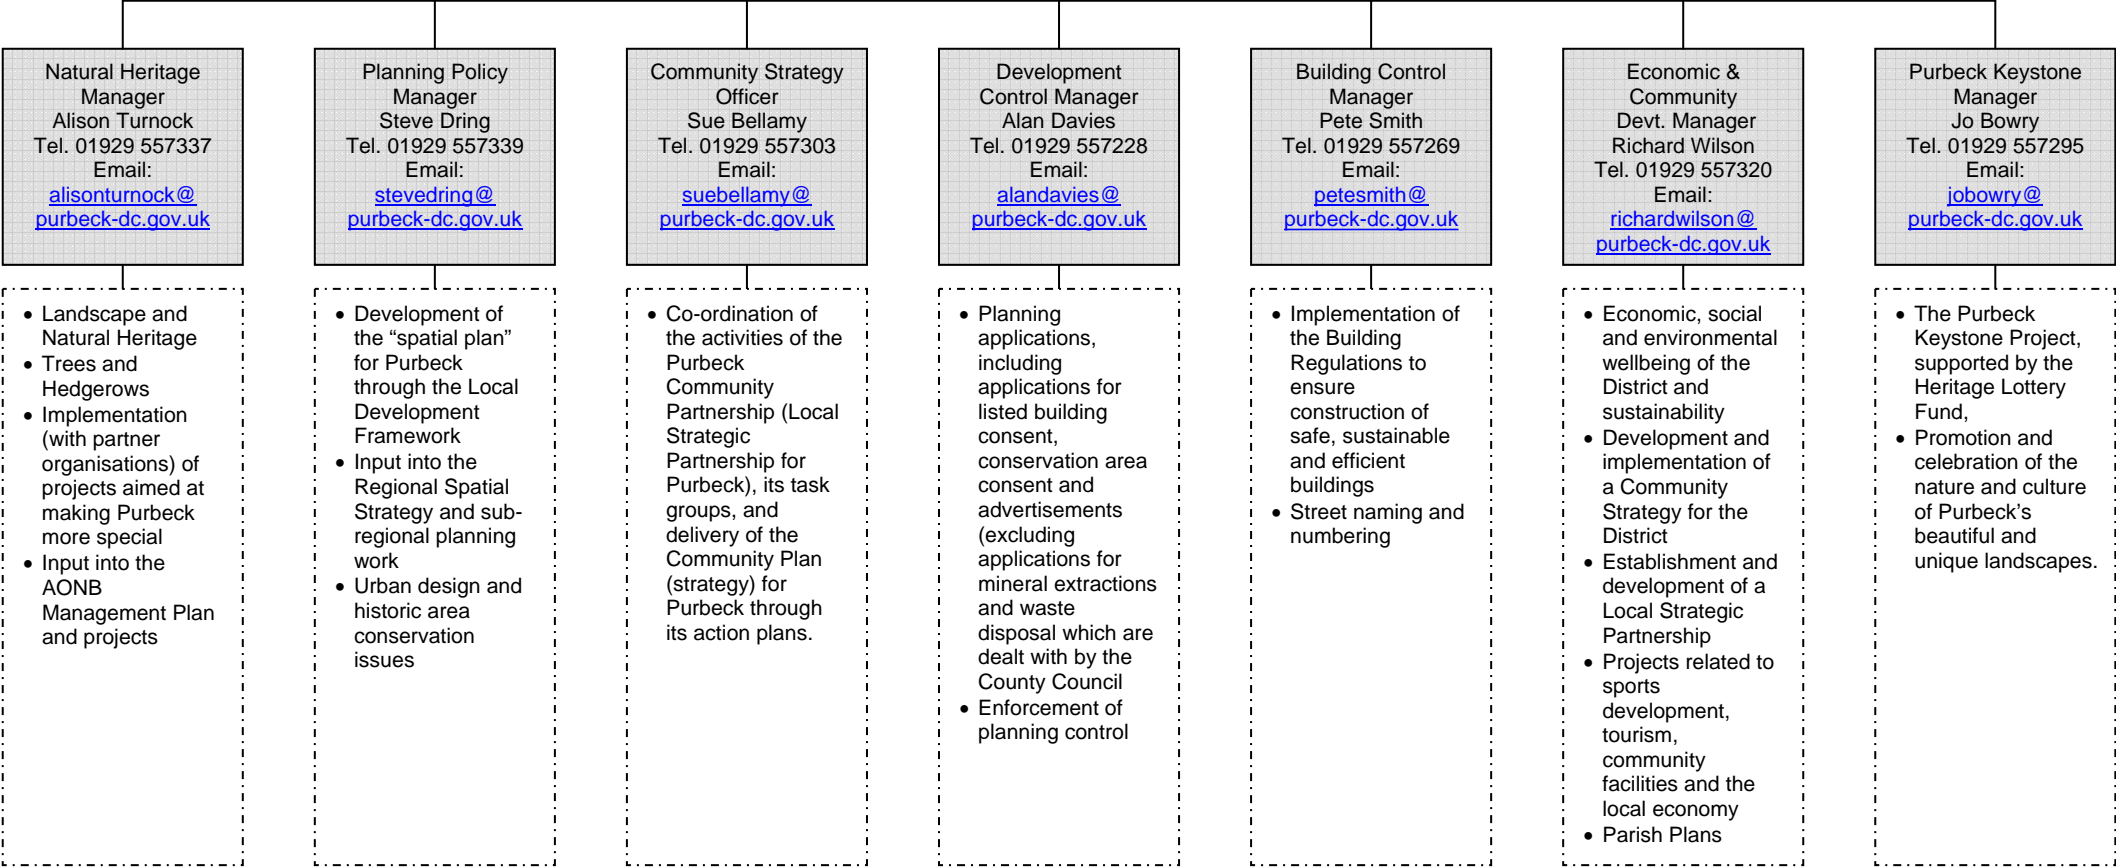 Natural Heritage
Manager
Alison Turnock
Tel. 01929 557337
Email:
alisonturnock@
purbeck-dc.gov.uk
• Landscape and
Natural Heritage
• Trees and
Hedgerows
• Implementation
(with partner
organisations) of
projects aimed at
making Purbeck
more special
• Input into the
AONB
Management Plan
and projects
Planning Policy
Manager
Steve Dring
Tel. 01929 557339
Email:
stevedring@
purbeck-dc.gov.uk
• Development of
the “spatial plan”
for Purbeck
through the Local
Development
Framework
• Input into the
Regional Spatial
Strategy and sub-
regional planning
work
• Urban design and
historic area
conservation
issues
Community Strategy
Officer
Sue Bellamy
Tel. 01929 557303
Email:
suebellamy@
purbeck-dc.gov.uk
• Co-ordination of
the activities of the
Purbeck
Community
Partnership (Local
Strategic
Partnership for
Purbeck), its task
groups, and
delivery of the
Community Plan
(strategy) for
Purbeck through
its action plans.
Development
Control Manager
Alan Davies
Tel. 01929 557228
Email:
alandavies@
purbeck-dc.gov.uk
• Planning
applications,
including
applications for
listed building
consent,
conservation area
consent and
advertisements
(excluding
applications for
mineral extractions
and waste
disposal which are
dealt with by the
County Council
• Enforcement of
planning control
Building Control
Manager
Pete Smith
Tel. 01929 557269
Email:
petesmith@
purbeck-dc.gov.uk
• Implementation of
the Building
Regulations to
ensure
construction of
safe, sustainable
and efficient
buildings
• Street naming and
numbering
Economic &
Community
Devt. Manager
Richard Wilson
Tel. 01929 557320
Email:
richardwilson@
purbeck-dc.gov.uk
• Economic, social
and environmental
wellbeing of the
District and
sustainability
• Development and
implementation of
a Community
Strategy for the
District
• Establishment and
development of a
Local Strategic
Partnership
• Projects related to
sports
development,
tourism,
community
facilities and the
local economy
• Parish Plans
Purbeck Keystone
Manager
Jo Bowry
Tel. 01929 557295
Email:
jobowry@
purbeck-dc.gov.uk
• The Purbeck
Keystone Project,
supported by the
Heritage Lottery
Fund,
• Promotion and
celebration of the
nature and culture
of Purbeck’s
beautiful and
unique landscapes.